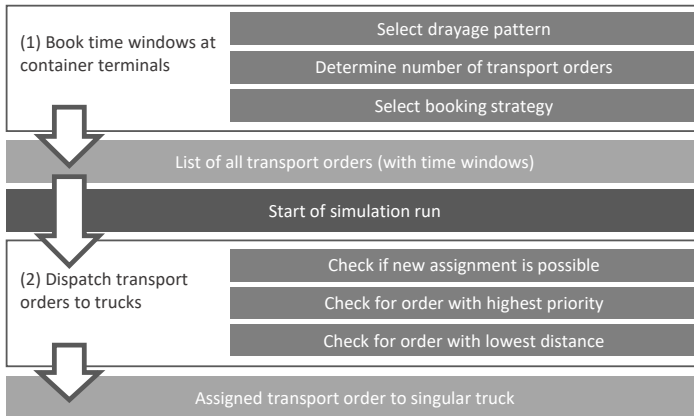 (1) Book time windows at
container terminals
Select drayage pattern
Determine number of transport orders
Select booking strategy
List of all transport orders (with time windows)
Start of simulation run
(2) Dispatch transport
orders to trucks
Check if new assignment is possible
Check for order with highest priority
Check for order with lowest distance
Assigned transport order to singular truck